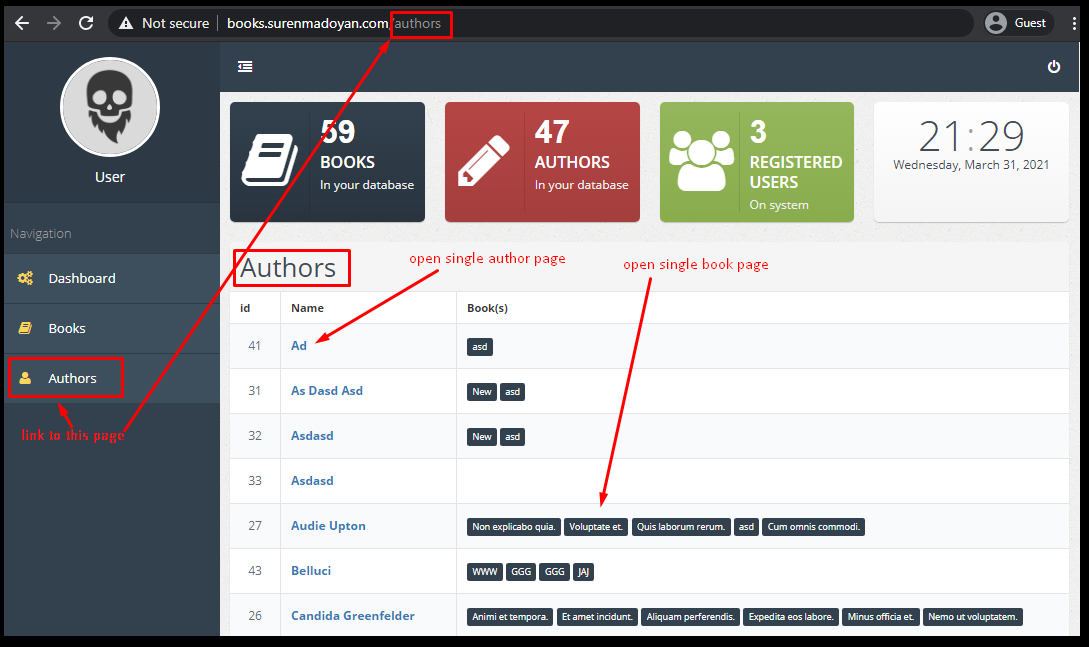 Not secure books.surenmadoyan.com/authors Guest
User
Navigation
Dashboard
Books
Authors
link to this page
59
BOOKS
In your database
47
AUTHORS
In your database
3
REGISTERED
USERS
On system
21:29
Wednesday, March 31, 2021
Authors
open single author page
open single book page
id Name Book(s)
41 Ad asd
31 As Dasd Asd New asd
32 Asdasd New asd
33 Asdasd
27 Audie Upton Non explicabo quia. Voluptate et. Quis laborum rerum. asd Cum omnis commodi.
43 Belluci WWW GGG GGG JAJ
26 Candida Greenfelder Animi et tempora. Et amet incidunt. Aliquam perferendis. Expedita eos labore. Minus officia et. Nemo ut voluptatem.